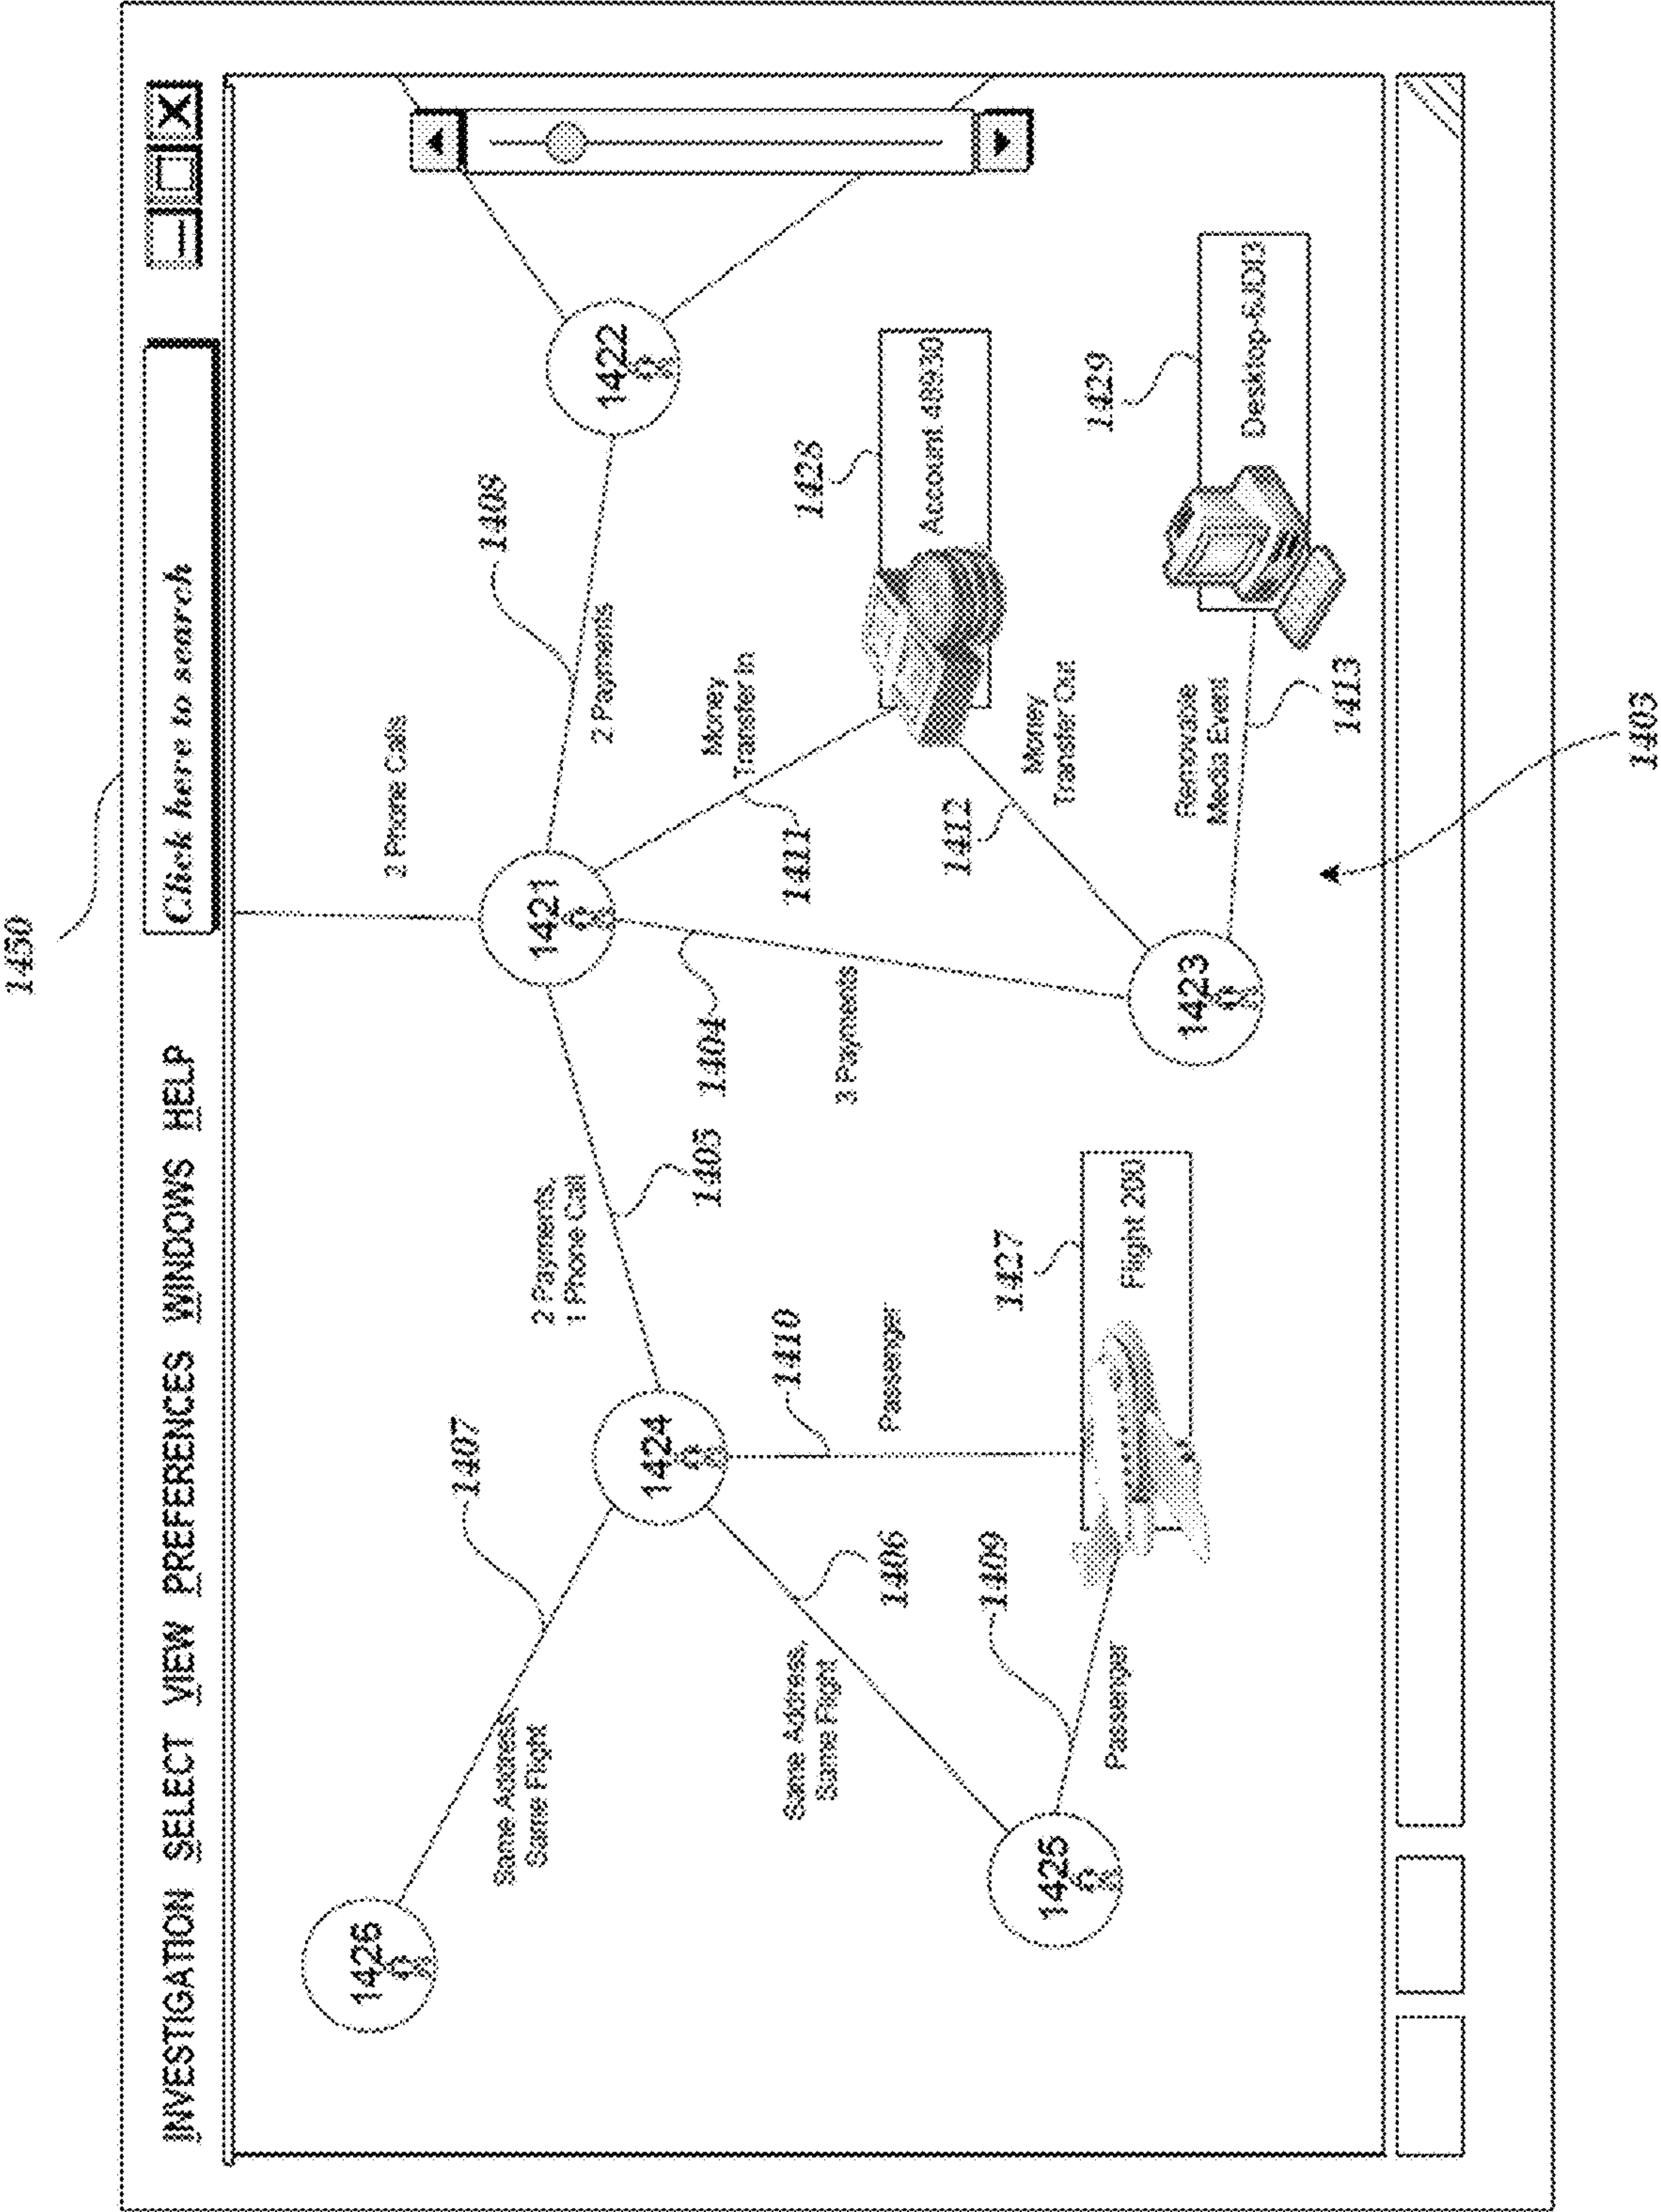 1450
INVESTIGATION SELECT VIEW PREFERENCES WINDOWS HELP
Click here to search
1426
1407
Same Address,
Same Flight
1424
2 Payments,
1 Phone Call
1405
1421
Phone Calls
1408
2 Payments
1422
Same Address,
Same Flight
1406
1410
Passenger
1404
3 Payments
Money
Transfer In
1411
1428
Account 48930
1425
1409
Passenger
1427
Flight 200
1423
1412
Money
Transfer Out
Removable
Media Event
1413
1429
1403